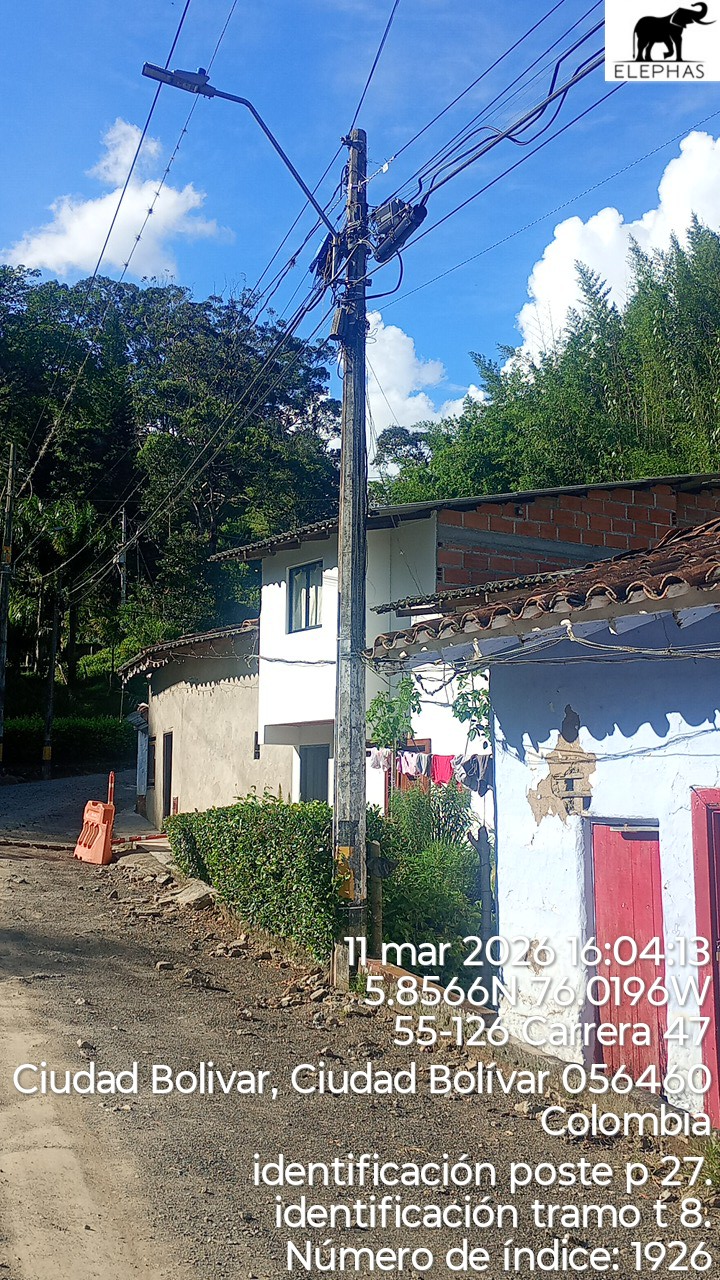 ELEPHAS
11 mar 2026 16:04:13
5.8566N 76.0196W
55-126 Carrera 47
Ciudad Bolivar, Ciudad Bolívar 056460
Colombia
identificación poste p 27.
identificación tramo t 8.
Número de índice: 1926